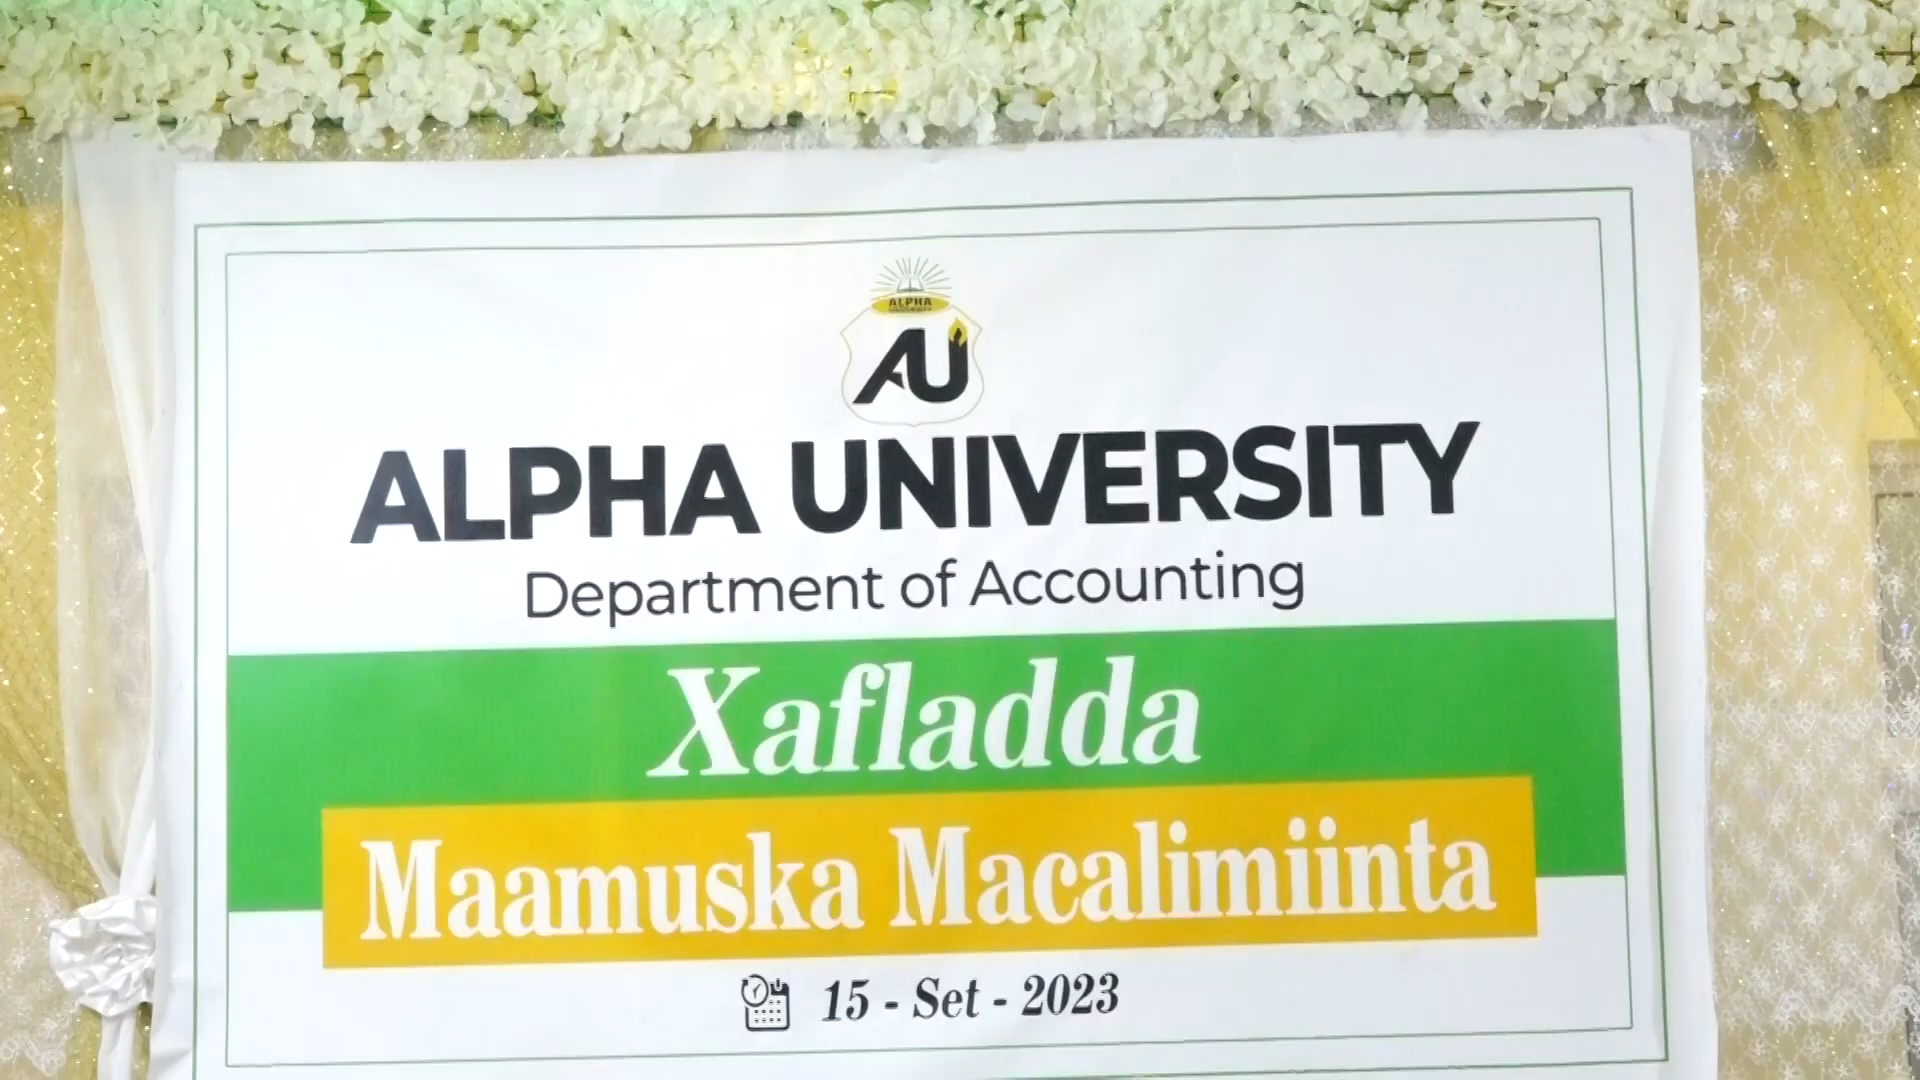 ALPHA
AU
ALPHA UNIVERSITY
Department of Accounting
Xafladda
Maamuska Macalimiinta
15 - Set - 2023